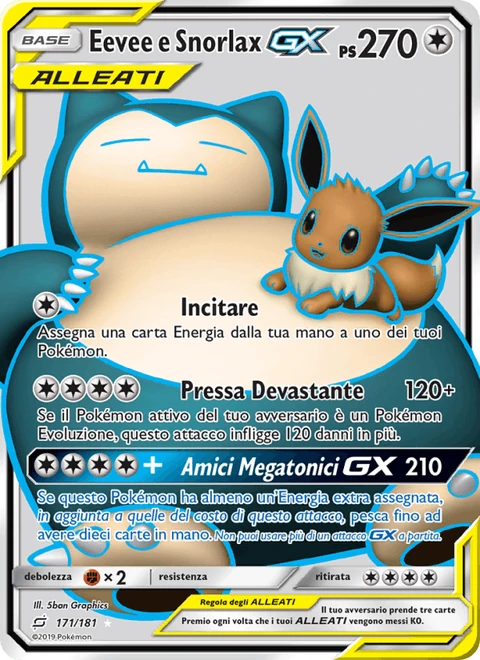 BASE Eevee e Snorlax GX PS270
ALLEATI
Incitare
Assegna una carta Energia dalla tua mano a uno dei tuoi
Pokémon.
Pressa Devastante 120+
Se il Pokémon attivo del tuo avversario è un Pokémon
Evoluzione, questo attacco infligge 120 danni in più.
+ Amici Megatonici GX 210
Se questo Pokémon ha almeno un'Energia extra assegnata,
in aggiunta a quelle del costo di questo attacco, pesca fino ad
avere dieci carte in mano. Non puoi usare più di un attacco GX a partita.
debolezza ×2 resistenza ritirata
Ill. 5ban Graphics
171/181
©2019 Pokémon
Regola degli ALLEATI
Il tuo avversario prende tre carte
Premio ogni volta che i tuoi ALLEATI vengono messi KO.